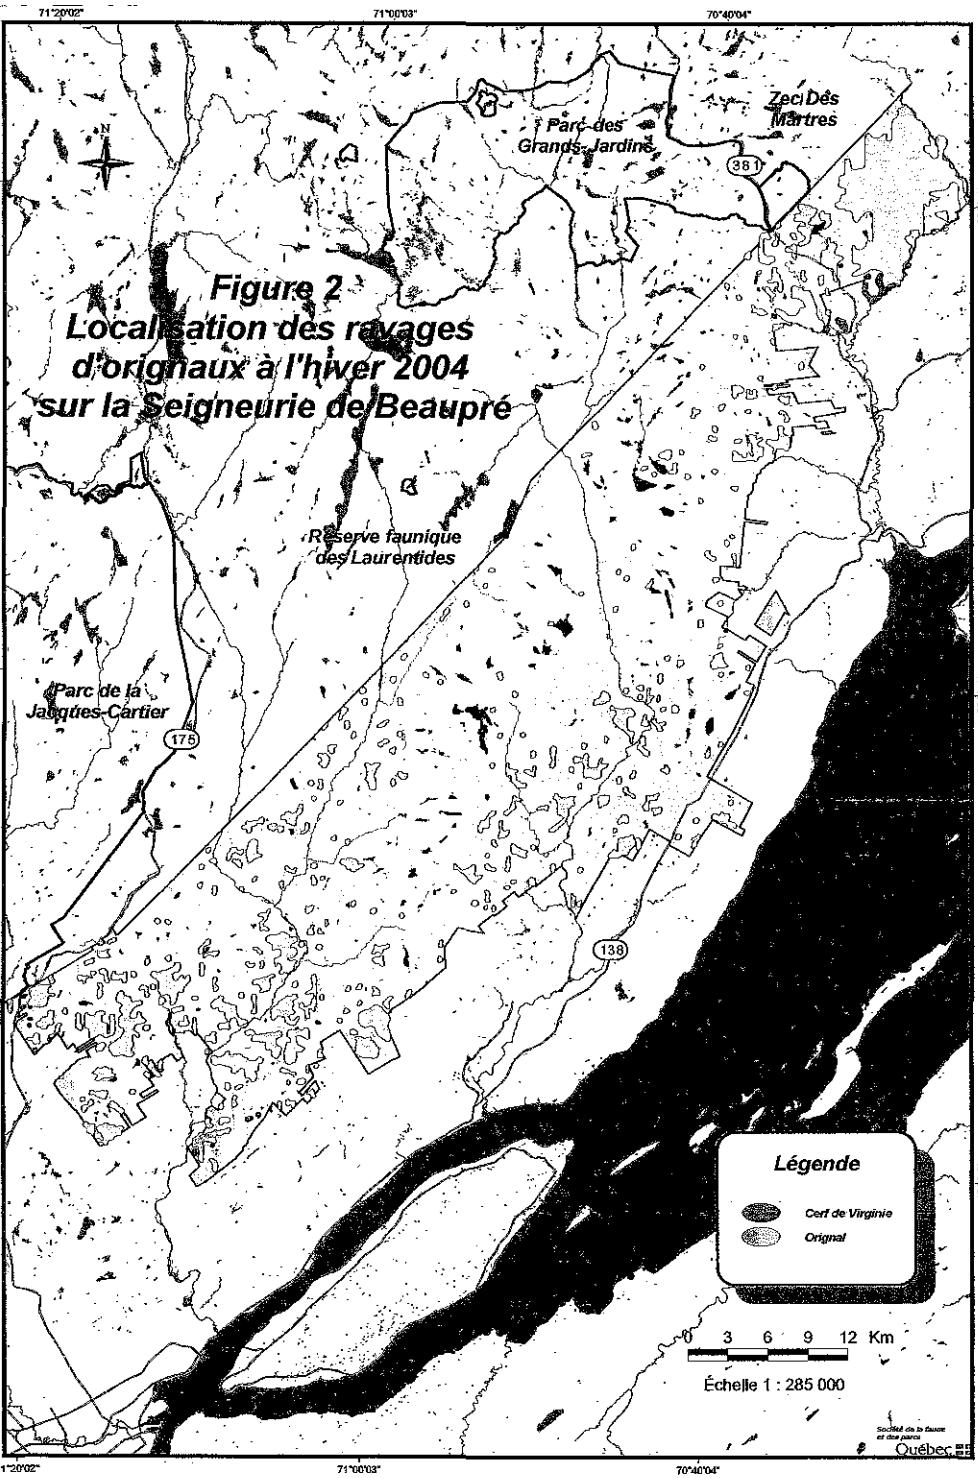 71°20'02"
71°00'03"
70°40'04"
N
Zec Des
Martres
Parc des
Grands-Jardins
381
Figure 2
Localisation des ravages
d'orignaux à l'hiver 2004
sur la Seigneurie de Beaupré
Réserve faunique
des Laurentides
Parc de la
Jacques-Cartier
175
138
Légende
Cerf de Virginie
Orignal
0 3 6 9 12 Km
Échelle 1 : 285 000
Société de la faune
et des parcs
Québec
1°20'02"
71°00'03"
70°40'04"